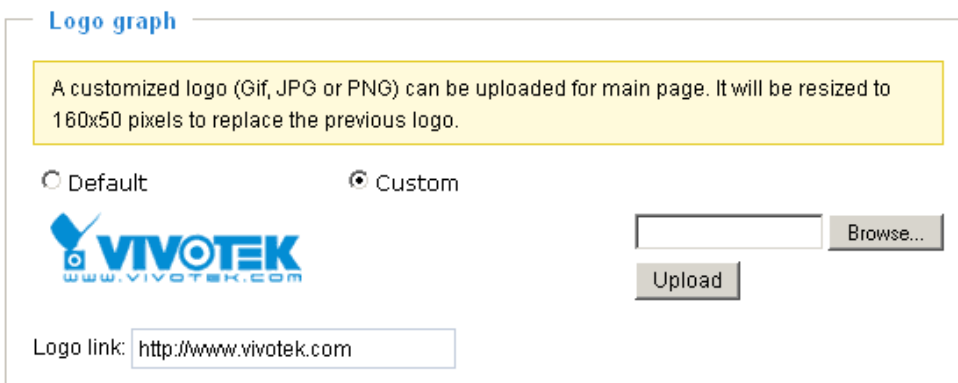 Logo graph
A customized logo (Gif, JPG or PNG) can be uploaded for main page. It will be resized to
160x50 pixels to replace the previous logo.
Default Custom
VIVOTEK
www.vivotek.com
Browse...
Upload
Logo link: http://www.vivotek.com